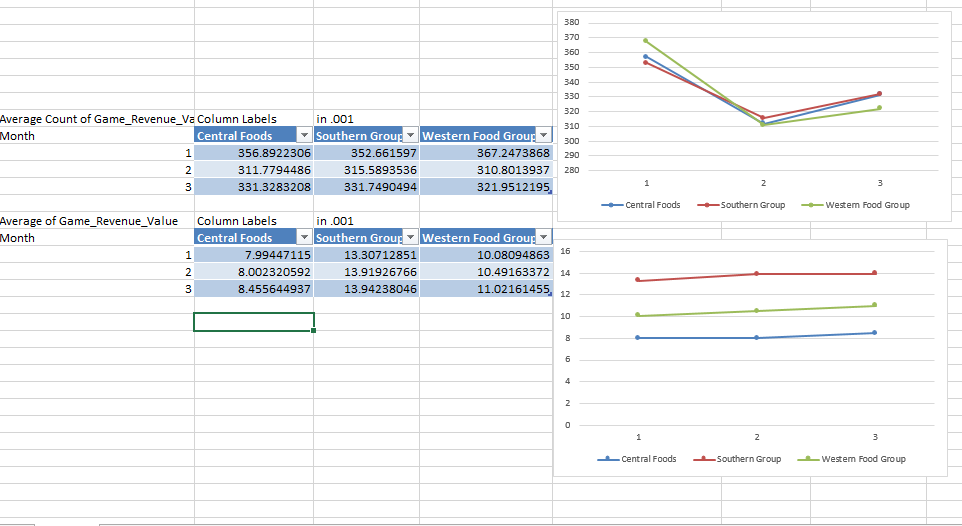 Average Count of Game_Revenue_Va Column Labels in .001
Month Central Foods Southern Group Western Food Group
1 356.8922306 352.661597 367.2473868
2 311.7794486 315.5893536 310.8013937
3 331.3283208 331.7490494 321.9512195
Average of Game_Revenue_Value Column Labels in .001
Month Central Foods Southern Group Western Food Group
1 7.99447115 13.30712851 10.08094863
2 8.002320592 13.91926766 10.49163372
3 8.455644937 13.94238046 11.02161455
380
370
360
350
340
330
320
310
300
290
280
1 2 3
Central Foods Southern Group Western Food Group
16
14
12
10
8
6
4
2
0
1 2 3
Central Foods Southern Group Western Food Group